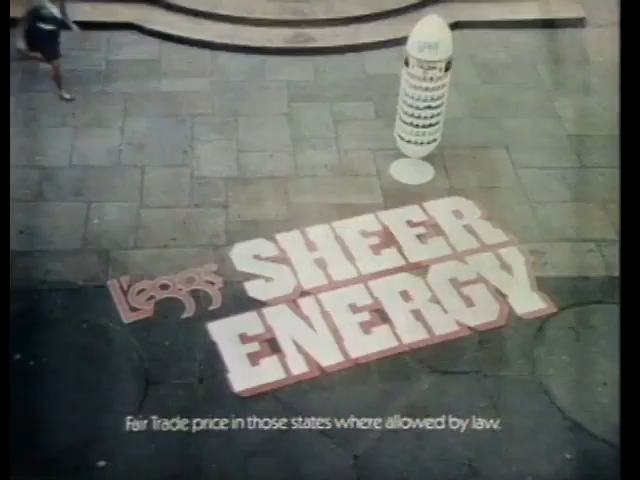 L'eggs
SHEER
ENERGY
Fair Trade price in those states where allowed by law.